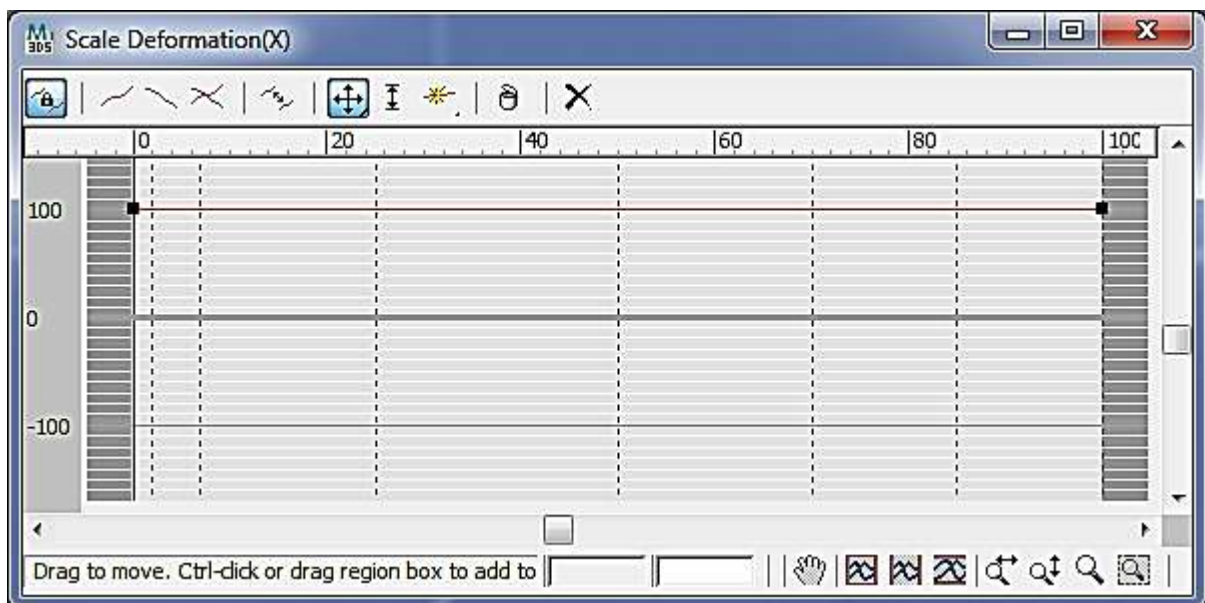 M
3DS
Scale Deformation(X)
0 20 40 60 80 100
100
0
-100
Drag to move. Ctrl-click or drag region box to add to